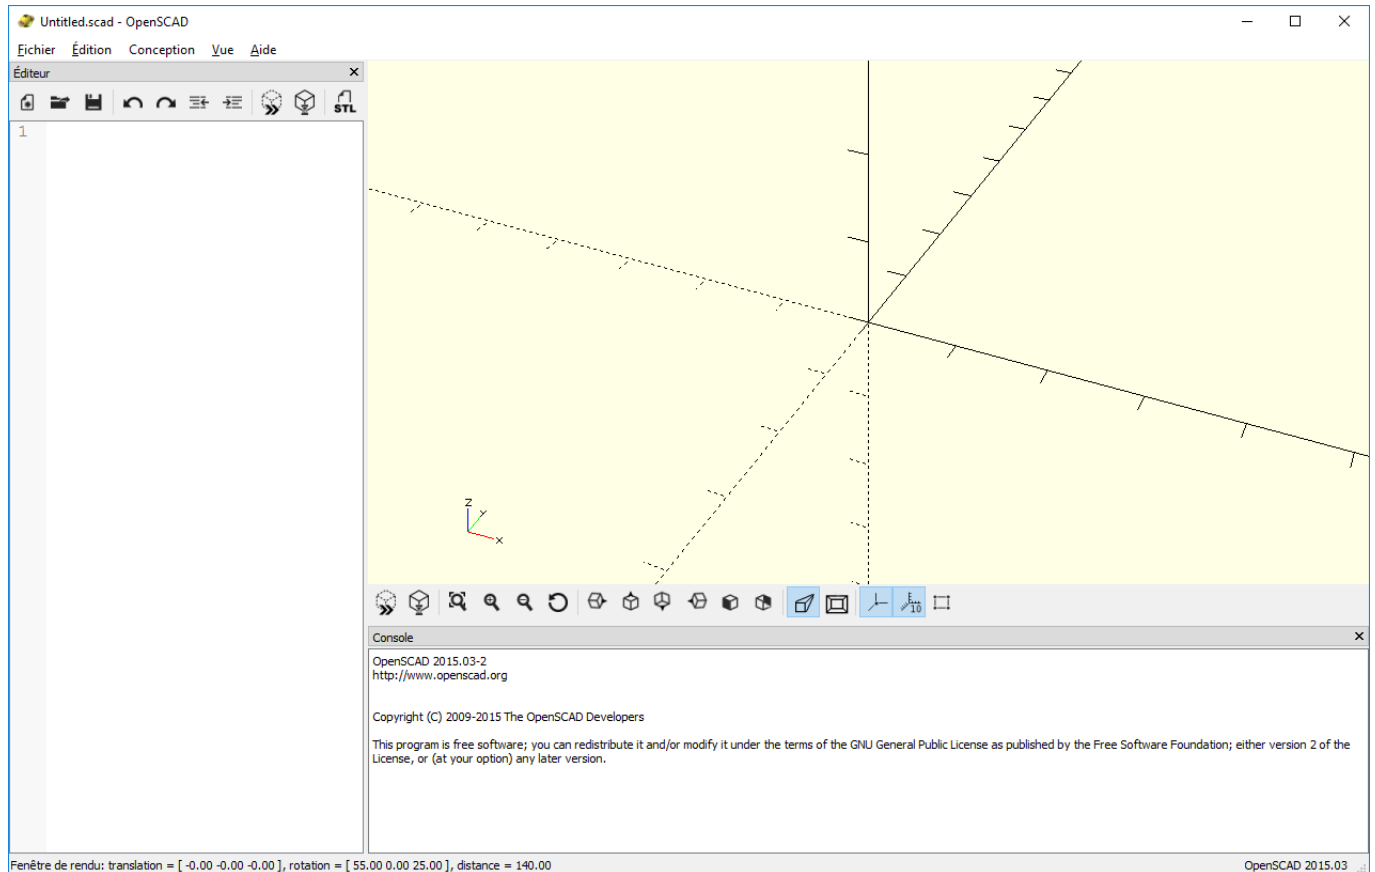 Untitled.scad - OpenSCAD
Fichier Édition Conception Vue Aide
Éditeur
STL
1
Z
Y
X
10
Console
OpenSCAD 2015.03-2
http://www.openscad.org
Copyright (C) 2009-2015 The OpenSCAD Developers
This program is free software; you can redistribute it and/or modify it under the terms of the GNU General Public License as published by the Free Software Foundation; either version 2 of the
License, or (at your option) any later version.
Fenêtre de rendu: translation = [ -0.00 -0.00 -0.00 ], rotation = [ 55.00 0.00 25.00 ], distance = 140.00
OpenSCAD 2015.03